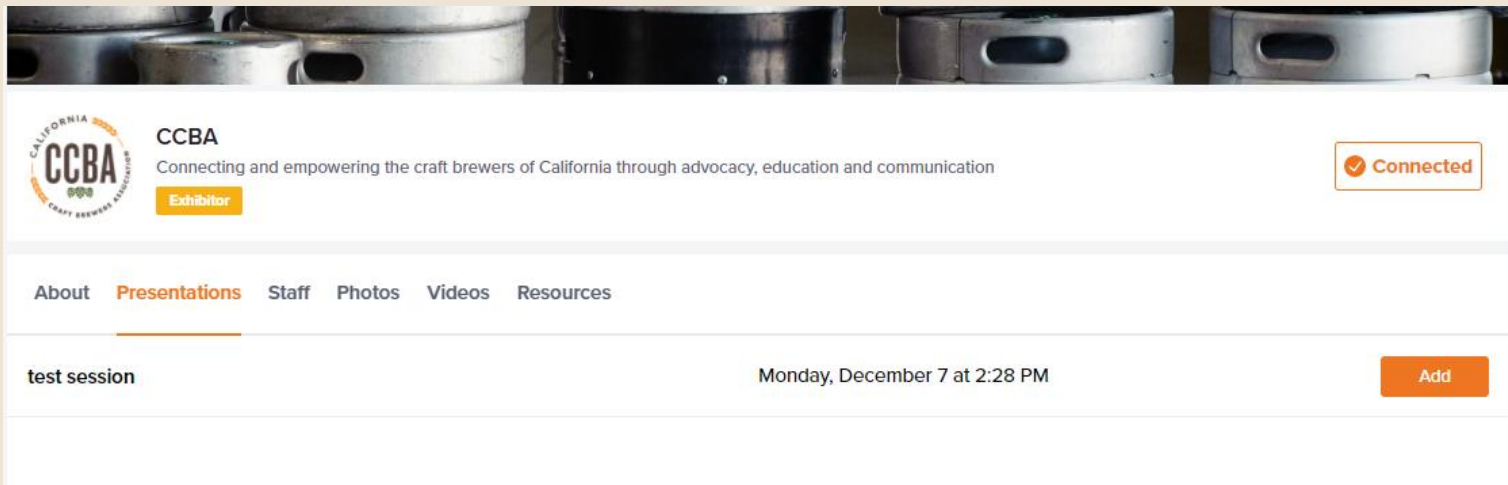 CALIFORNIA
CCBA
CRAFT BREWERS ASSOCIATION
CCBA
Connecting and empowering the craft brewers of California through advocacy, education and communication
Exhibitor
Connected
About Presentations Staff Photos Videos Resources
test session Monday, December 7 at 2:28 PM Add